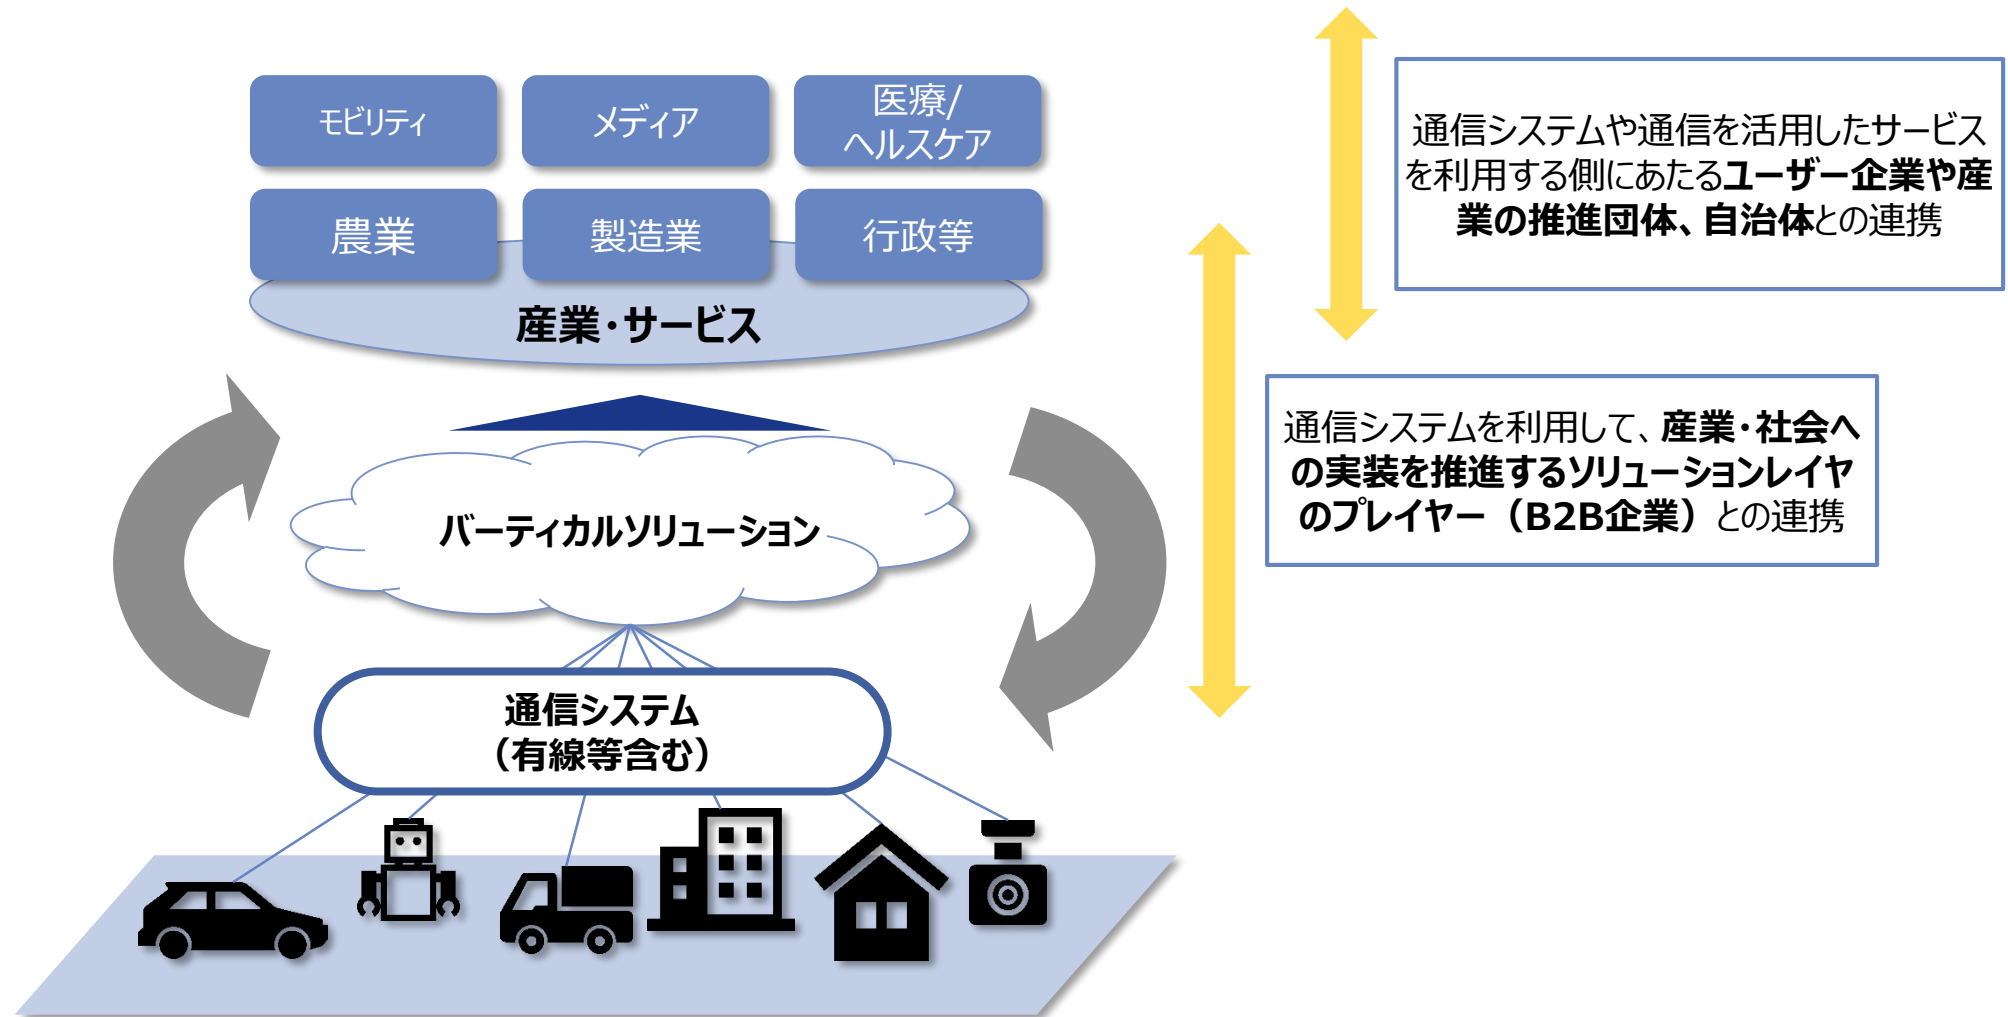 モビリティ
メディア
医療/
ヘルスケア
農業
製造業
行政等
産業・サービス
バーティカルソリューション
通信システム
（有線等含む）
通信システムや通信を活用したサービス
を利用する側にあたるユーザー企業や産
業の推進団体、自治体との連携
通信システムを利用して、産業・社会へ
の実装を推進するソリューションレイヤ
のプレイヤー（B2B企業）との連携